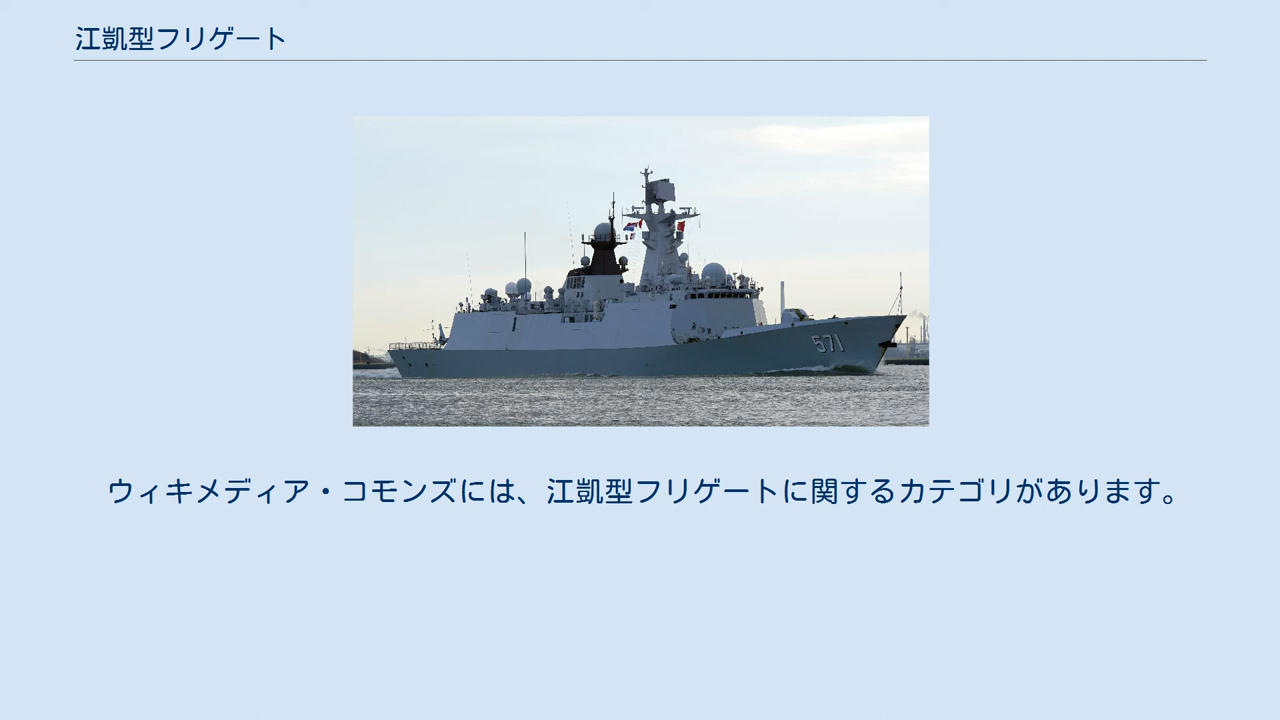 江凱型フリゲート
571
ウィキメディア・コモンズには、江凱型フリゲートに関するカテゴリがあります。